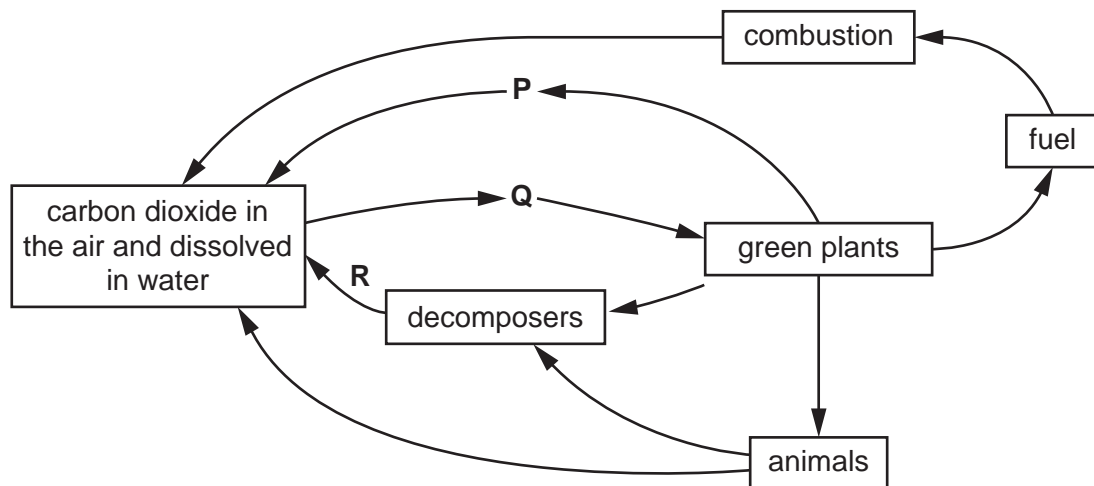 combustion
P
fuel
carbon dioxide in
the air and dissolved
in water
Q
green plants
R
decomposers
animals